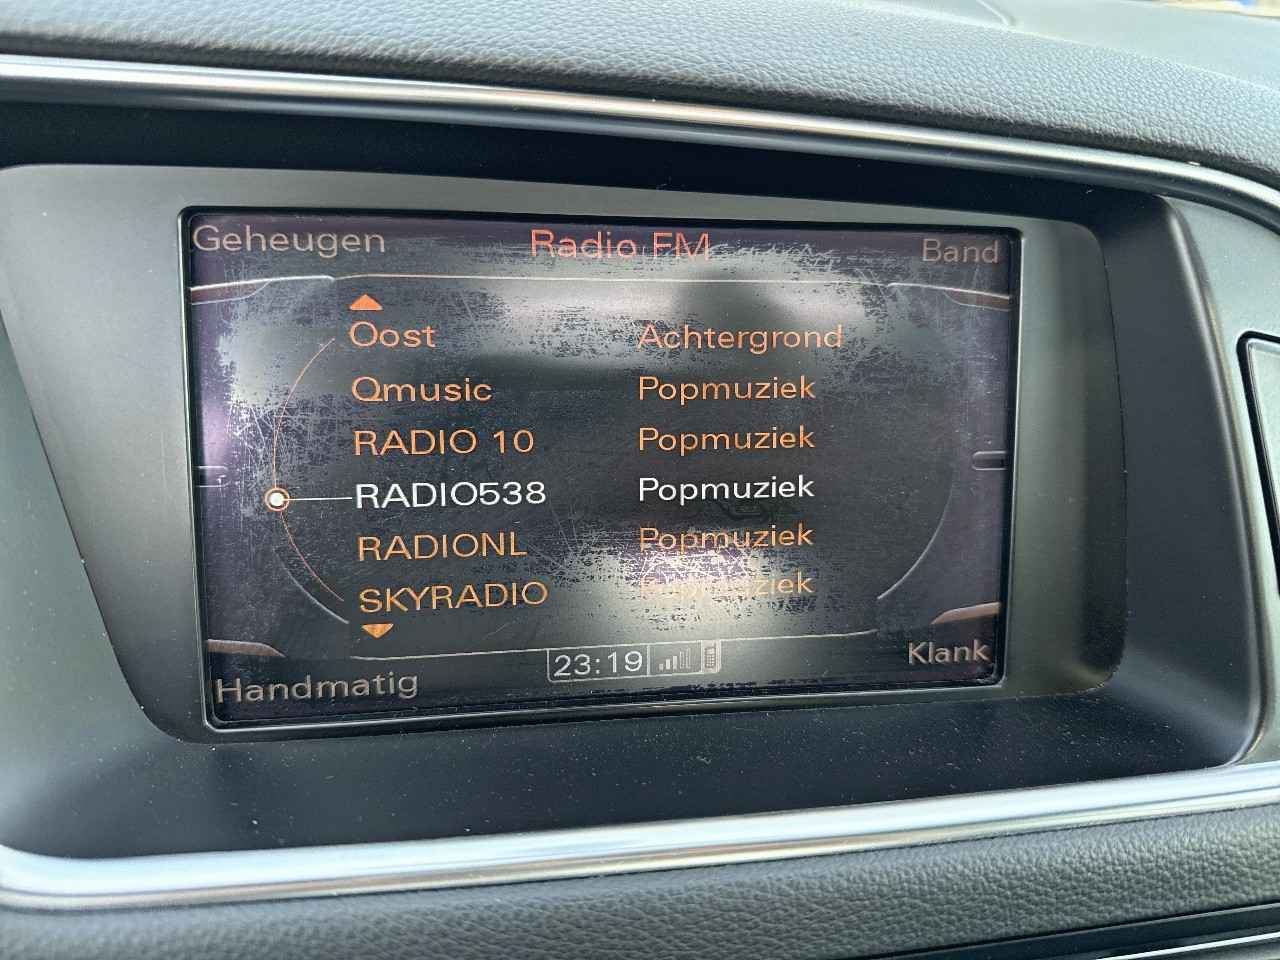 Geheugen Radio FM Band
Oost Achtergrond
Qmusic Popmuziek
RADIO 10 Popmuziek
RADIO538 Popmuziek
RADIONL Popmuziek
SKYRADIO Popmuziek
23:19
Handmatig Klank